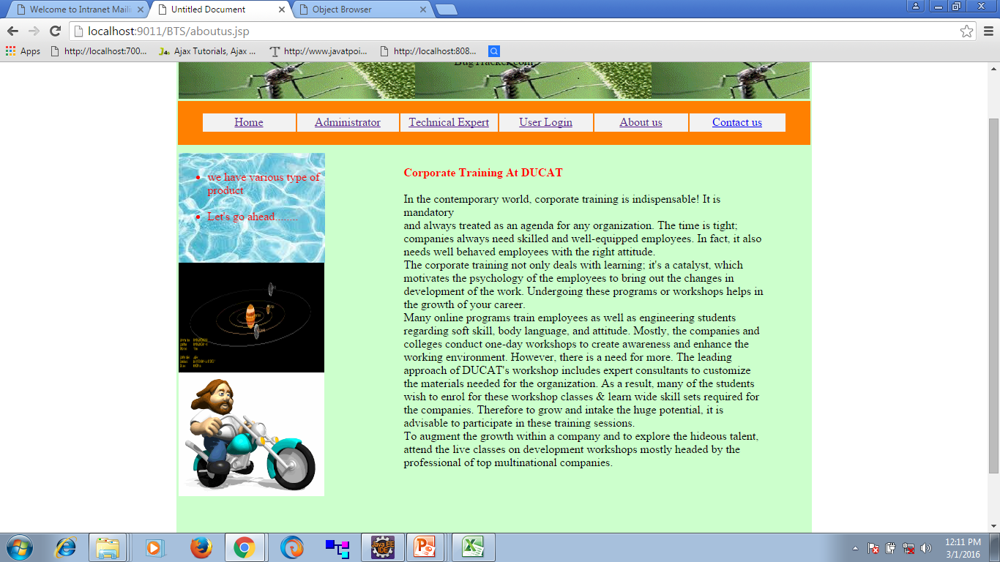 Welcome to Intranet Maili
Untitled Document
Object Browser
localhost:9011/BTS/aboutus.jsp
Apps
http://localhost:700...
Ajax Tutorials, Ajax ...
http://www.javatpoi...
http://localhost:808...
BugTracker.com
Home
Administrator
Technical Expert
User Login
About us
Contact us
we have various type of
product
Let's go ahead........
Corporate Training At DUCAT
In the contemporary world, corporate training is indispensable! It is
mandatory
and always treated as an agenda for any organization. The time is tight;
companies always need skilled and well-equipped employees. In fact, it also
needs well behaved employees with the right attitude.
The corporate training not only deals with learning; it's a catalyst, which
motivates the psychology of the employees to bring out the changes in
development of the work. Undergoing these programs or workshops helps in
the growth of your career.
Many online programs train employees as well as engineering students
regarding soft skill, body language, and attitude. Mostly, the companies and
colleges conduct one-day workshops to create awareness and enhance the
working environment. However, there is a need for more. The leading
approach of DUCAT's workshop includes expert consultants to customize
the materials needed for the organization. As a result, many of the students
wish to enrol for these workshop classes & learn wide skill sets required for
the companies. Therefore to grow and intake the huge potential, it is
advisable to participate in these training sessions.
To augment the growth within a company and to explore the hideous talent,
attend the live classes on development workshops mostly headed by the
professional of top multinational companies.
Java EE
IDE
12:11 PM
3/1/2016